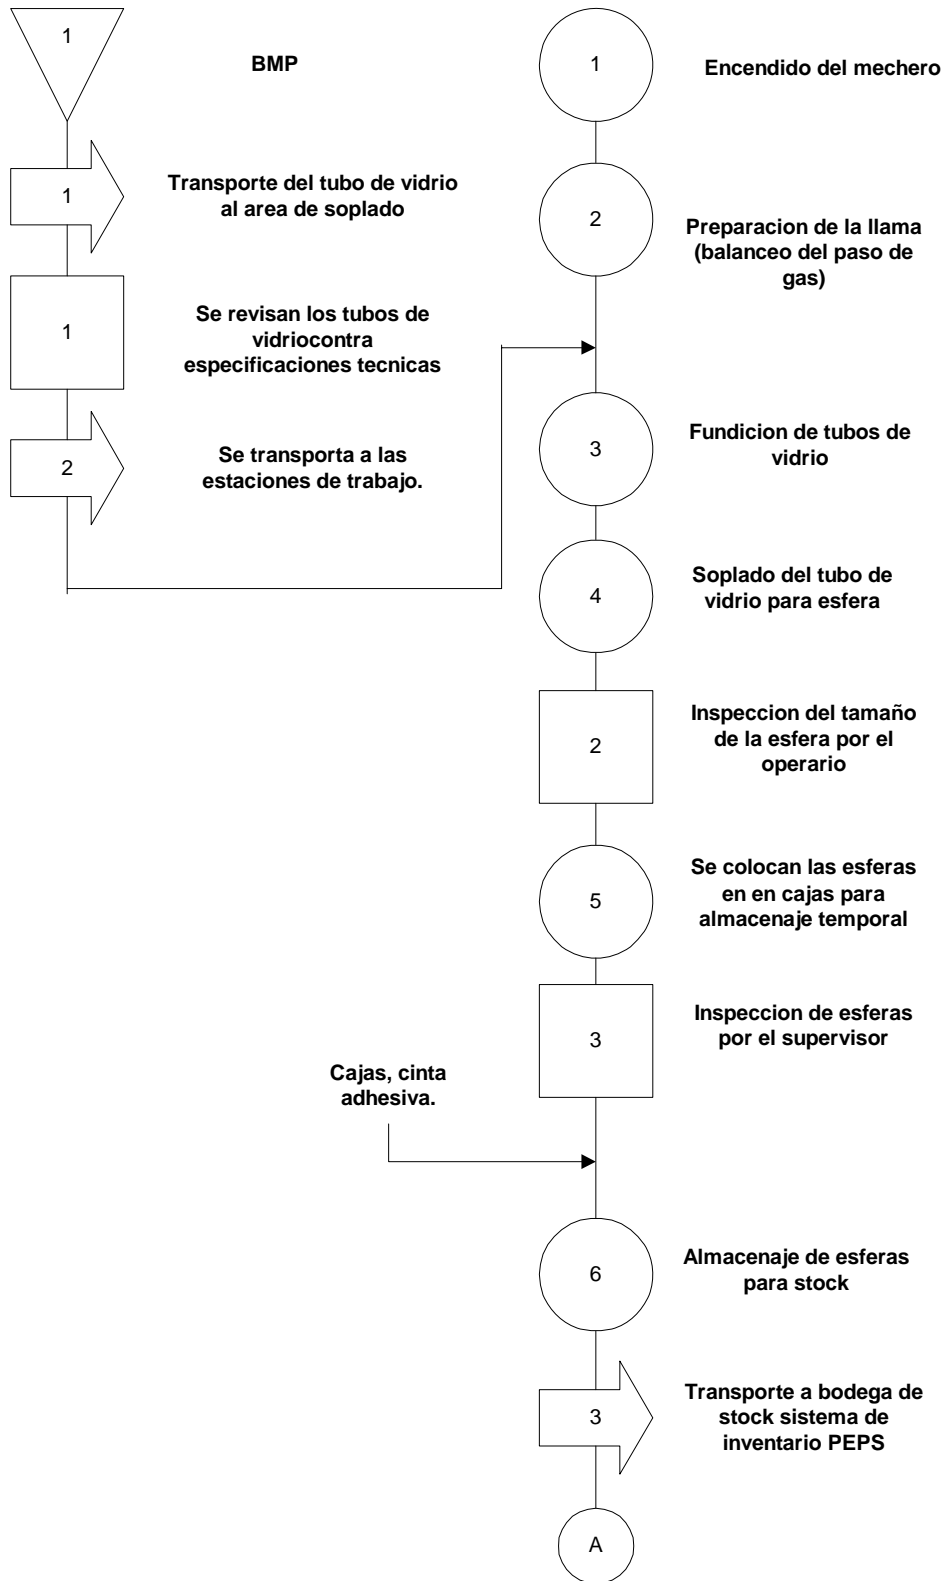 1
BMP
1
Transporte del tubo de vidrio
al area de soplado
1
Se revisan los tubos de
vidriocontra
especificaciones tecnicas
2
Se transporta a las
estaciones de trabajo.
1
Encendido del mechero
2
Preparacion de la llama
(balanceo del paso de
gas)
3
Fundicion de tubos de
vidrio
4
Soplado del tubo de
vidrio para esfera
2
Inspeccion del tamaño
de la esfera por el
operario
5
Se colocan las esferas
en en cajas para
almacenaje temporal
3
Inspeccion de esferas
por el supervisor
Cajas, cinta
adhesiva.
6
Almacenaje de esferas
para stock
3
Transporte a bodega de
stock sistema de
inventario PEPS
A